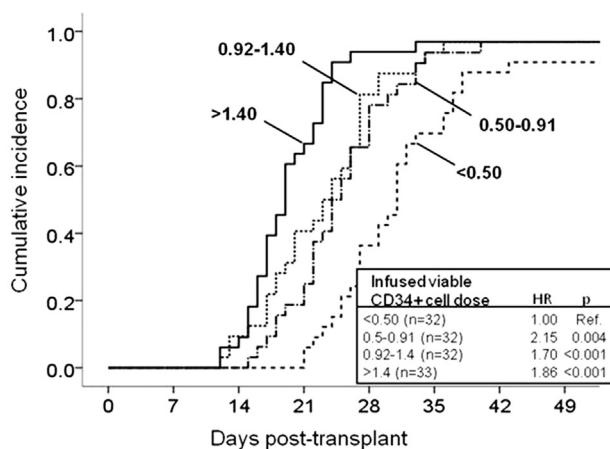 1.0
0.92-1.40
0.8
>1.40
0.50-0.91
Cumulative incidence
0.6
<0.50
0.4
Infused viable
CD34+ cell dose HR p
<0.50 (n=32) 1.00 Ref.
0.5-0.91 (n=32) 2.15 0.004
0.92-1.4 (n=32) 1.70 <0.001
>1.4 (n=33) 1.86 <0.001
0.2
0.0
0 7 14 21 28 35 42 49
Days post-transplant